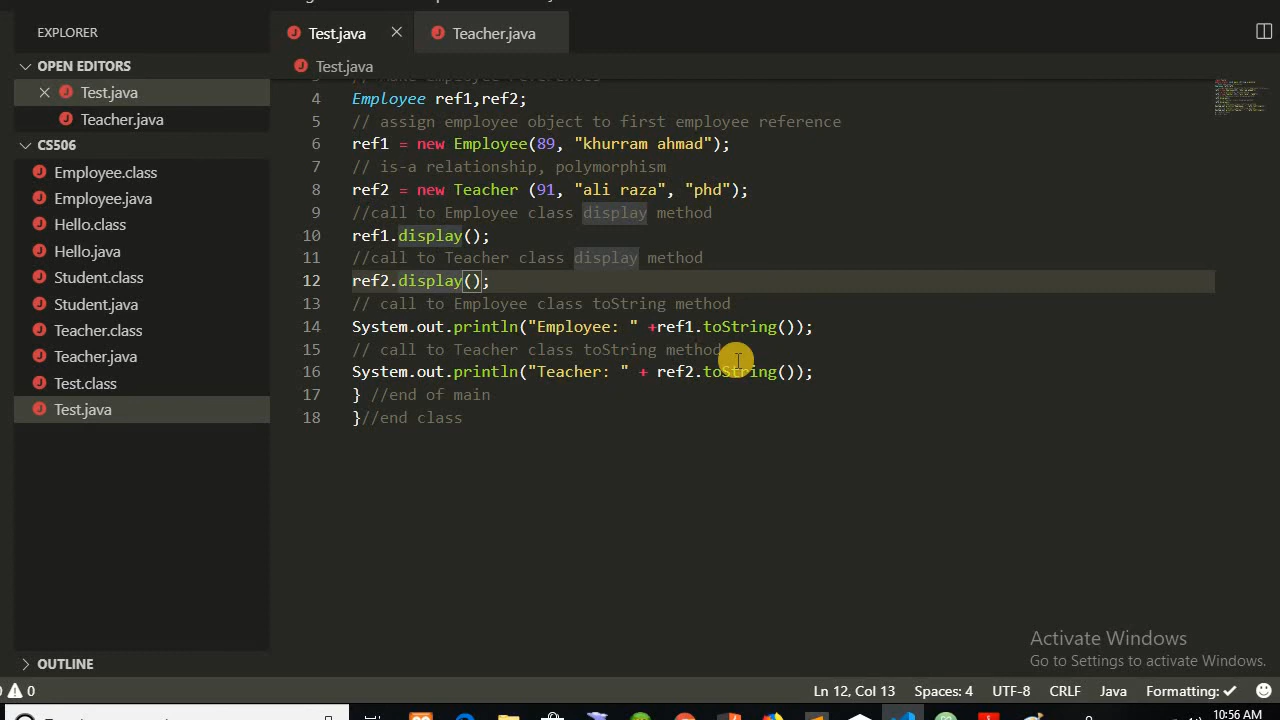 EXPLORER
Test.java
Teacher.java
OPEN EDITORS
Test.java
Test.java
Teacher.java
CS506
Employee.class
Employee.java
Hello.class
Hello.java
Student.class
Student.java
Teacher.class
Teacher.java
Test.class
Test.java
OUTLINE
4 Employee ref1,ref2;
5 // assign employee object to first employee reference
6 ref1 = new Employee(89, "khurram ahmad");
7 // is-a relationship, polymorphism
8 ref2 = new Teacher (91, "ali raza", "phd");
9 //call to Employee class display method
10 ref1.display();
11 //call to Teacher class display method
12 ref2.display();
13 // call to Employee class toString method
14 System.out.println("Employee: " +ref1.toString());
15 // call to Teacher class toString method
16 System.out.println("Teacher: " + ref2.toString());
17 } //end of main
18 }//end class
Activate Windows
Go to Settings to activate Windows.
0 Ln 12, Col 13 Spaces: 4 UTF-8 CRLF Java Formatting:
10:56 AM